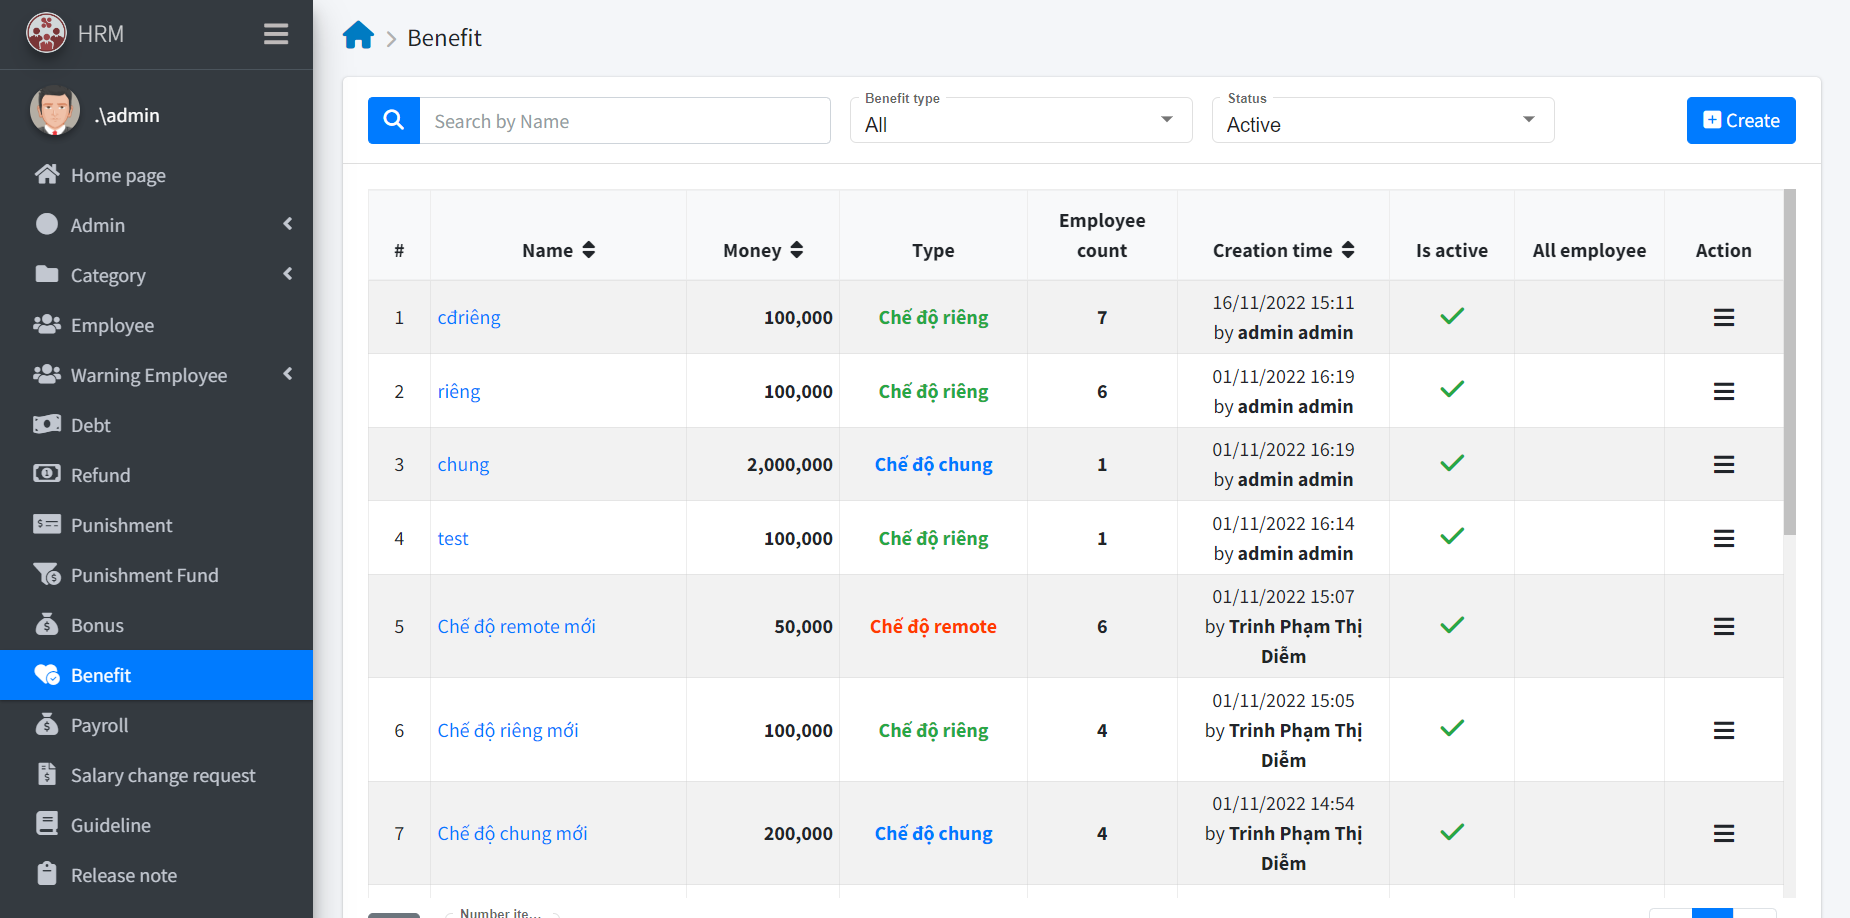 HRM
.\admin
Home page
Admin
Category
Employee
Warning Employee
Debt
Refund
Punishment
Punishment Fund
Bonus
Benefit
Payroll
Salary change request
Guideline
Release note
Benefit
Search by Name
Benefit type
All
Status
Active
Create
# Name Money Type Employee count Creation time Is active All employee Action
1 cđriêng 100,000 Chế độ riêng 7 16/11/2022 15:11
by admin admin
2 riêng 100,000 Chế độ riêng 6 01/11/2022 16:19
by admin admin
3 chung 2,000,000 Chế độ chung 1 01/11/2022 16:19
by admin admin
4 test 100,000 Chế độ riêng 1 01/11/2022 16:14
by admin admin
5 Chế độ remote mới 50,000 Chế độ remote 6 01/11/2022 15:07
by Trinh Phạm Thị
Diễm
6 Chế độ riêng mới 100,000 Chế độ riêng 4 01/11/2022 15:05
by Trinh Phạm Thị
Diễm
7 Chế độ chung mới 200,000 Chế độ chung 4 01/11/2022 14:54
by Trinh Phạm Thị
Diễm
Number ite...